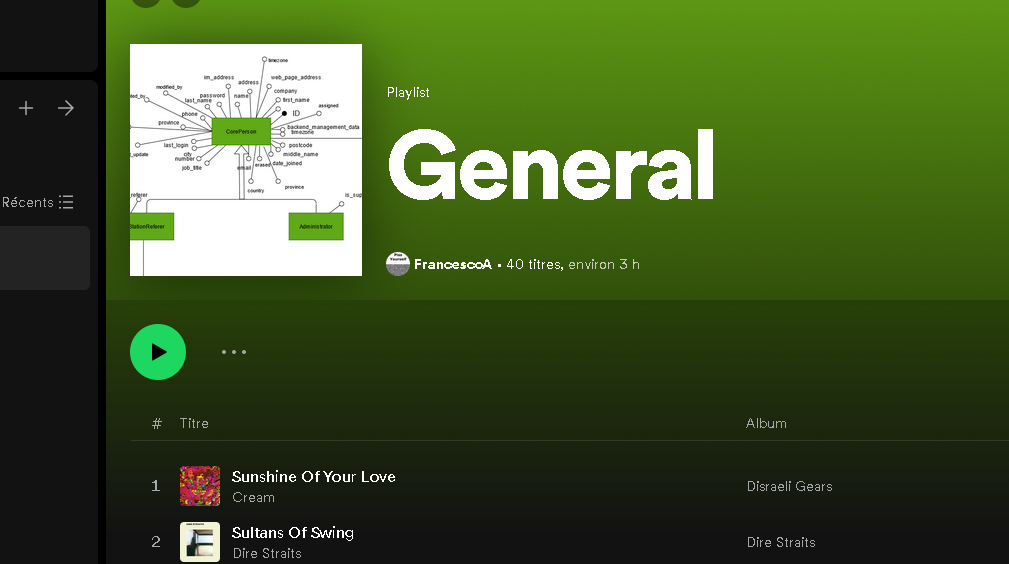 timezone
im_address
web_page_address
address
modified_by
company
password
name
last_name
first_name
assigned
phone
ID
province
CorePerson
backend_management_data
timezone
last_login
postcode
city
middle_name
number
date_joined
job_title
email
erased
country
province
is_sup
_referer
StationReferer
Administrator
Récents
Playlist
General
FrancescoA • 40 titres, environ 3 h
# Titre Album
1 Sunshine Of Your Love Disraeli Gears
Cream
2 Sultans Of Swing Dire Straits
Dire Straits